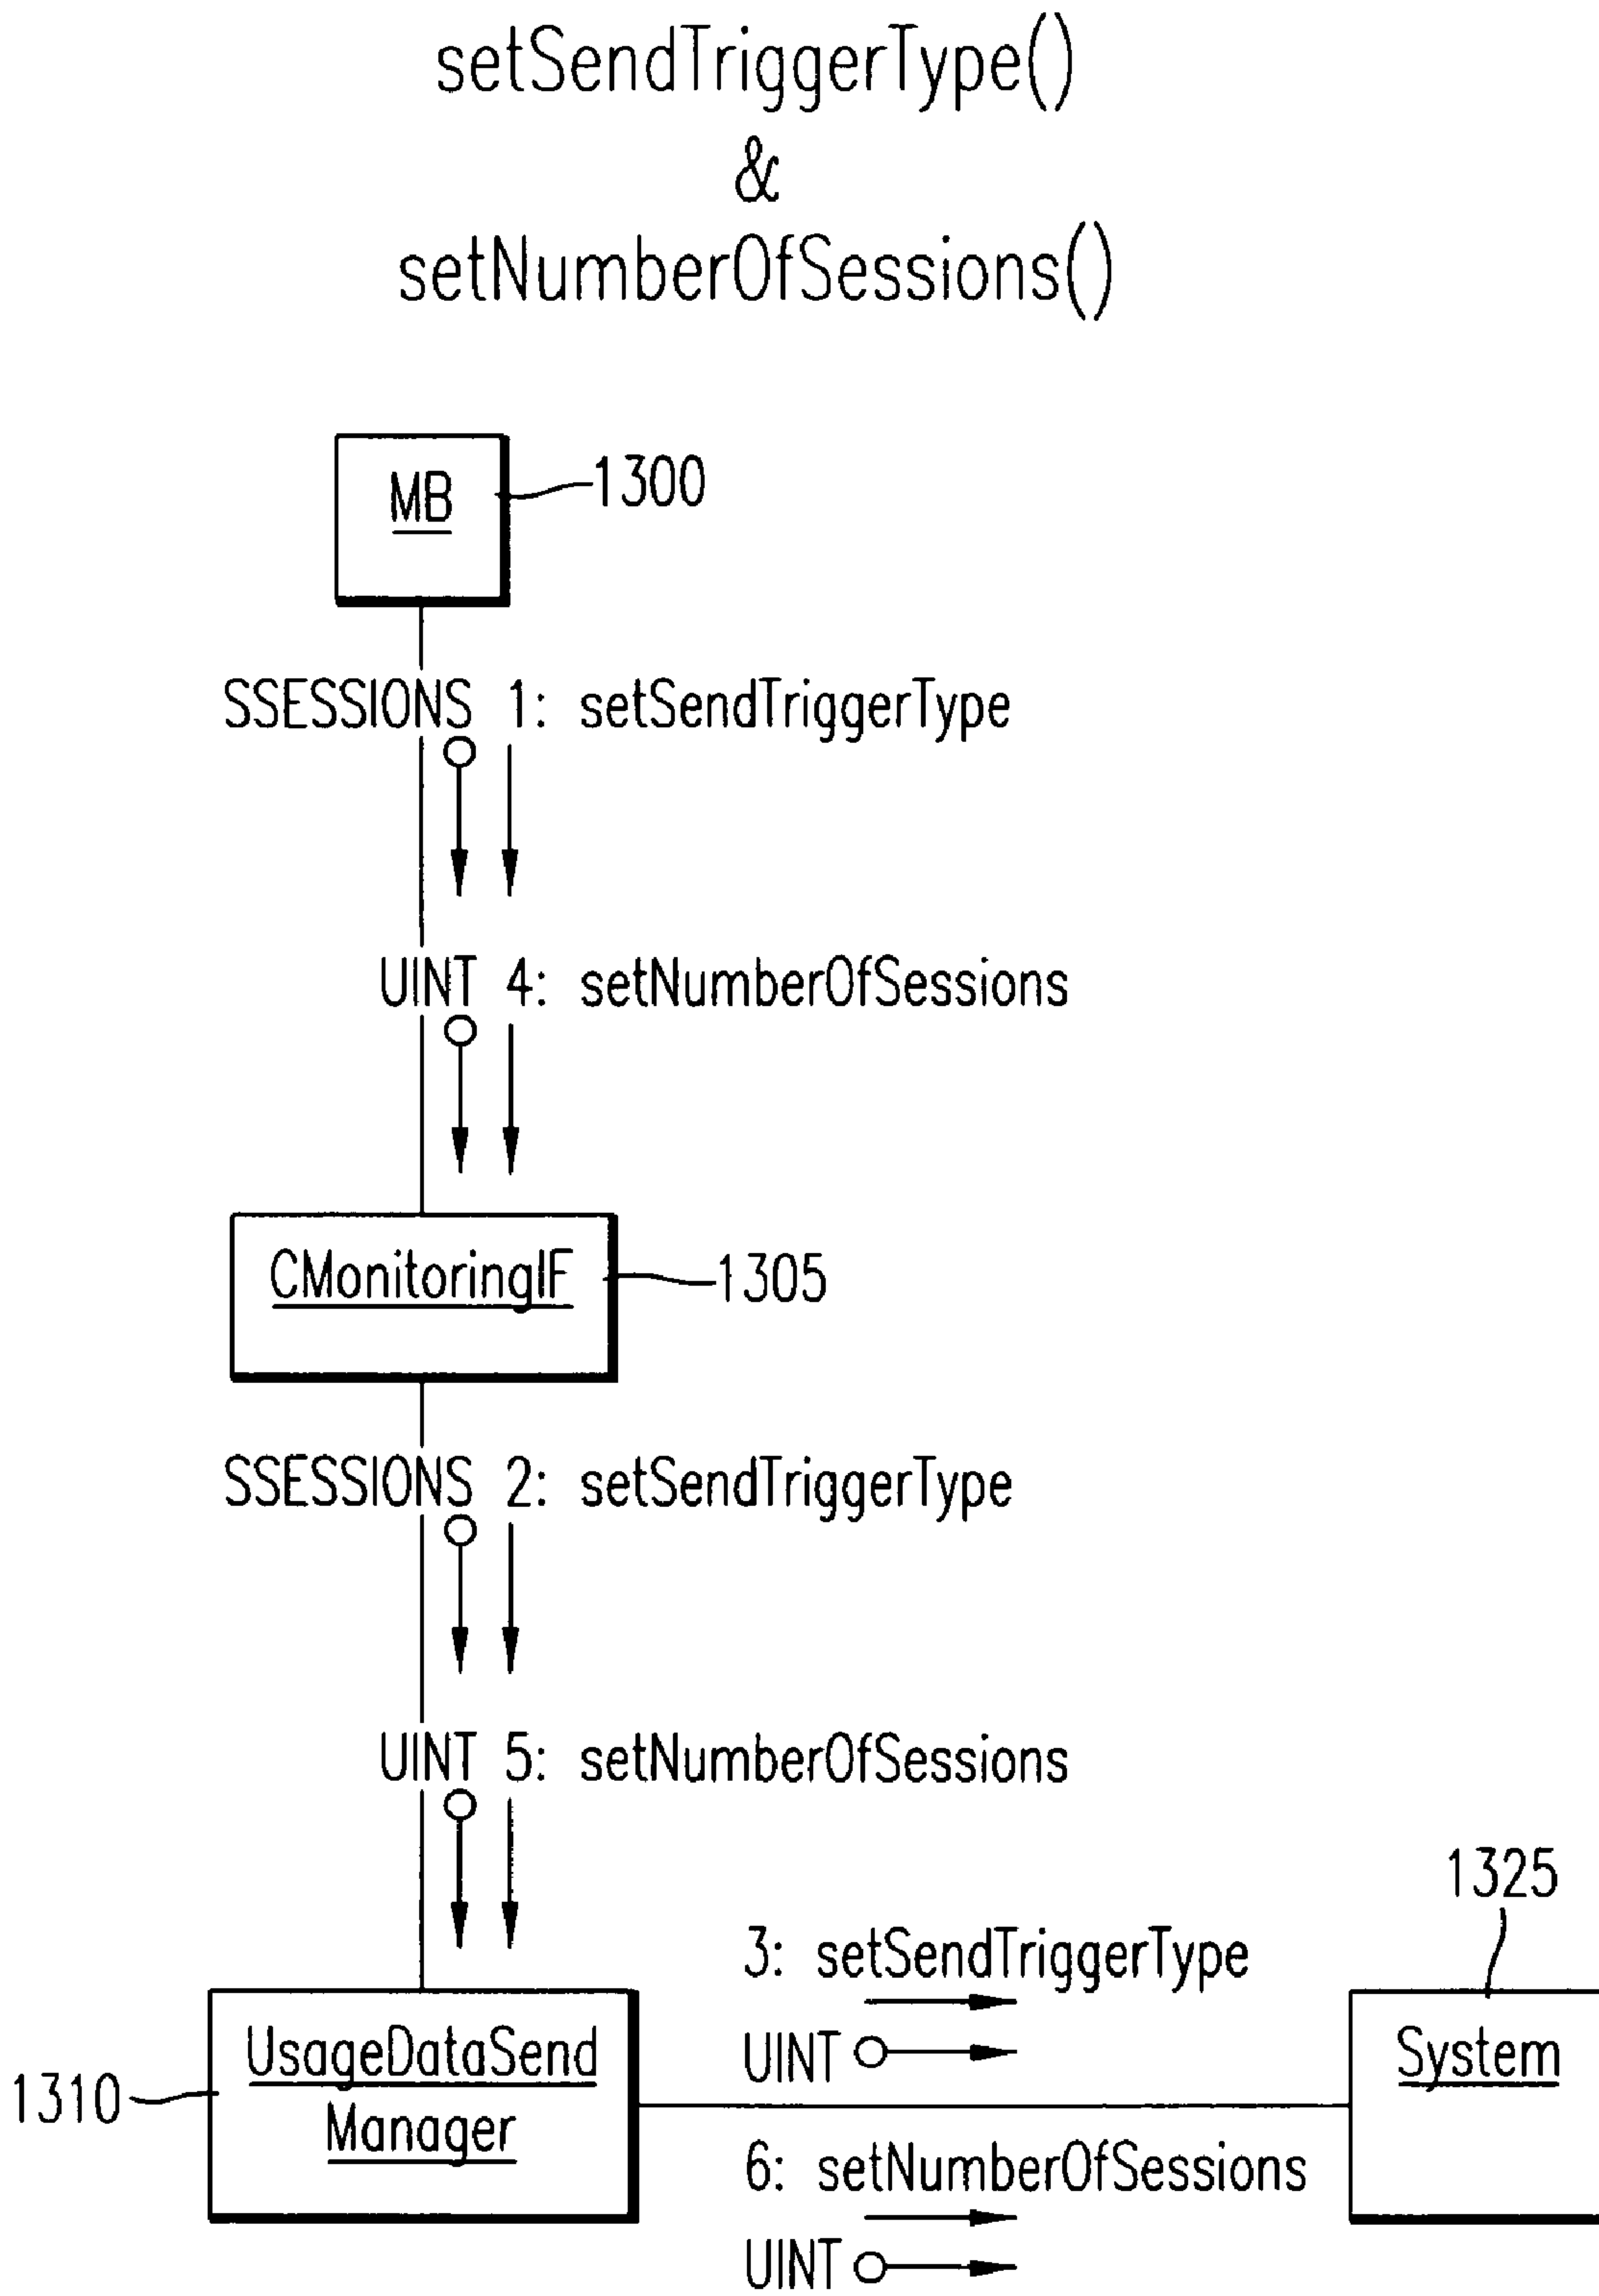 setSendTriggerType()
&
setNumberOfSessions()
MB
1300
SSESSIONS 1: setSendTriggerType
UINT 4: setNumberOfSessions
CMonitoringIF
1305
SSESSIONS 2: setSendTriggerType
UINT 5: setNumberOfSessions
1325
3: setSendTriggerType
UINT
UsageDataSend
Manager
System
1310
6: setNumberOfSessions
UINT